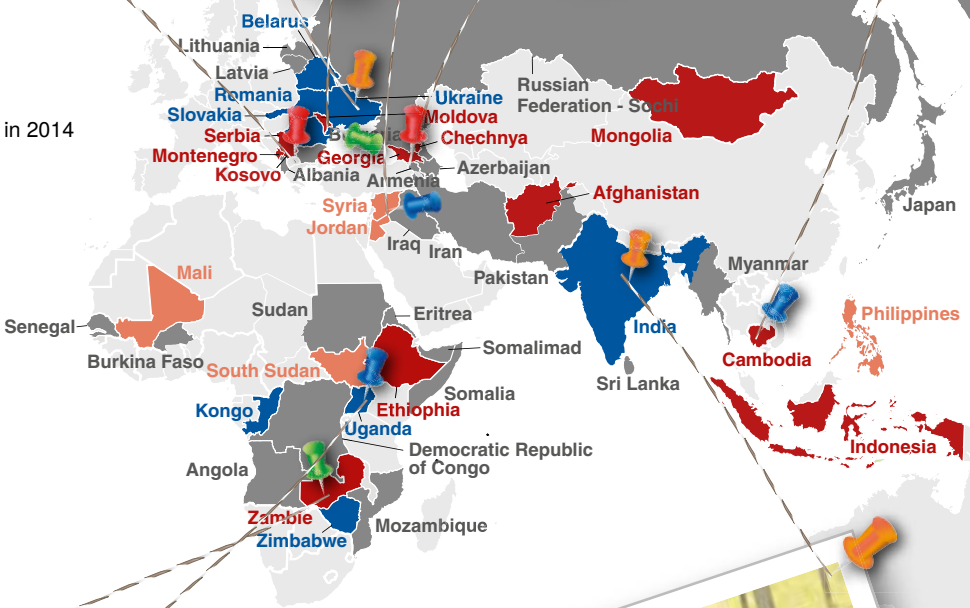 Belarus
Lithuania
Latvia
Romania
Slovakia
Ukraine
in 2014
Serbia
Moldova
Chechnya
Montenegro
Georgia
Kosovo
Albania
Armenia
Azerbaijan
Russian
Federation - Sochi
Mongolia
Afghanistan
Japan
Syria
Jordan
Iraq
Iran
Pakistan
Myanmar
Mali
Sudan
Eritrea
India
Philippines
Senegal
Burkina Faso
South Sudan
Somalimad
Cambodia
Sri Lanka
Somalia
Kongo
Ethiophia
Uganda
Indonesia
Democratic Republic
of Congo
Angola
Zambie
Mozambique
Zimbabwe